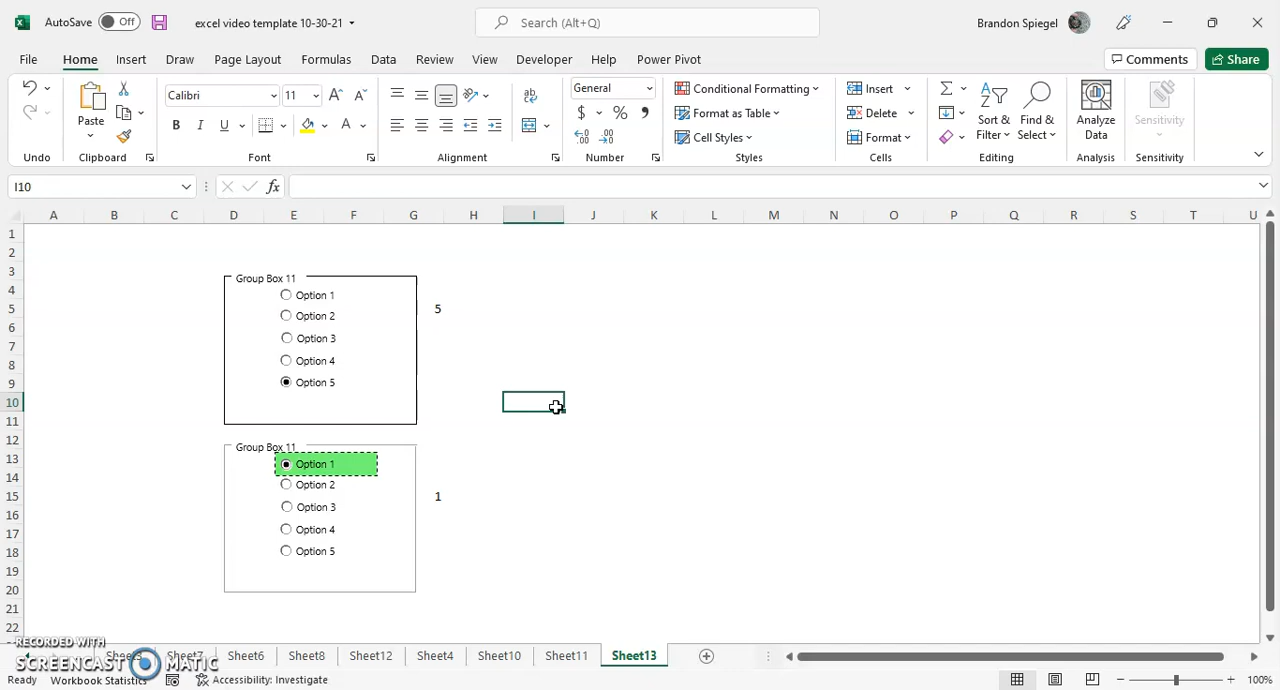 AutoSave Off excel video template 10-30-21 Search (Alt+Q) Brandon Spiegel
File Home Insert Draw Page Layout Formulas Data Review View Developer Help Power Pivot Comments Share
Calibri 11 General Conditional Formatting Insert
Paste Format as Table Delete Sort & Find & Analyze Sensitivity
B I U A $ % , Cell Styles Format Filter Select Data
Undo Clipboard Font Alignment Number Styles Cells Editing Analysis Sensitivity
I10 fx
A B C D E F G H I J K L M N O P Q R S T U
1
2
3 Group Box 11
4 Option 1
5 Option 2 5
6
7 Option 3
8 Option 4
9 Option 5
10
11
12 Group Box 11
13 Option 1
14 Option 2
15 1
16 Option 3
17 Option 4
18 Option 5
19
20
21
22
RECORDED WITH
SCREENCAST MATIC
Sheet7 Sheet6 Sheet8 Sheet12 Sheet4 Sheet10 Sheet11 Sheet13
Ready Workbook Statistics Accessibility: Investigate 100%